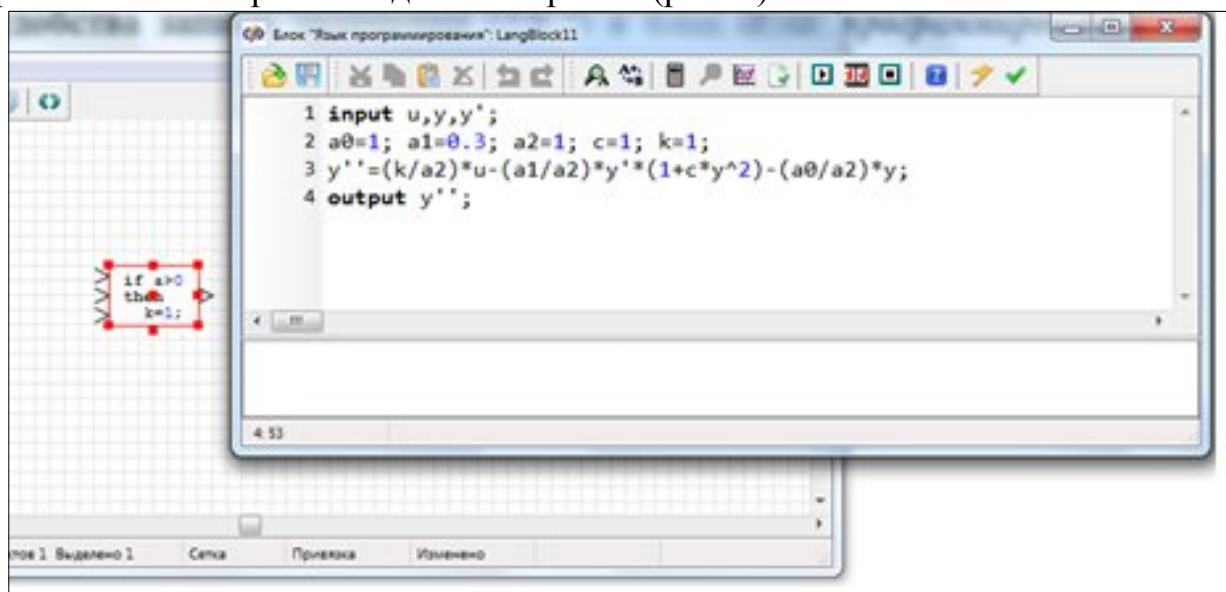 Блок "Язык программирования": LangBlock11
1 input u,y,y';
2 a0=1; a1=0.3; a2=1; c=1; k=1;
3 y''=(k/a2)*u-(a1/a2)*y'*(1+c*y^2)-(a0/a2)*y;
4 output y'';
if a>0
then
k=1;
4: 53
1 Выделено 1 Сетка Привязка Изменено